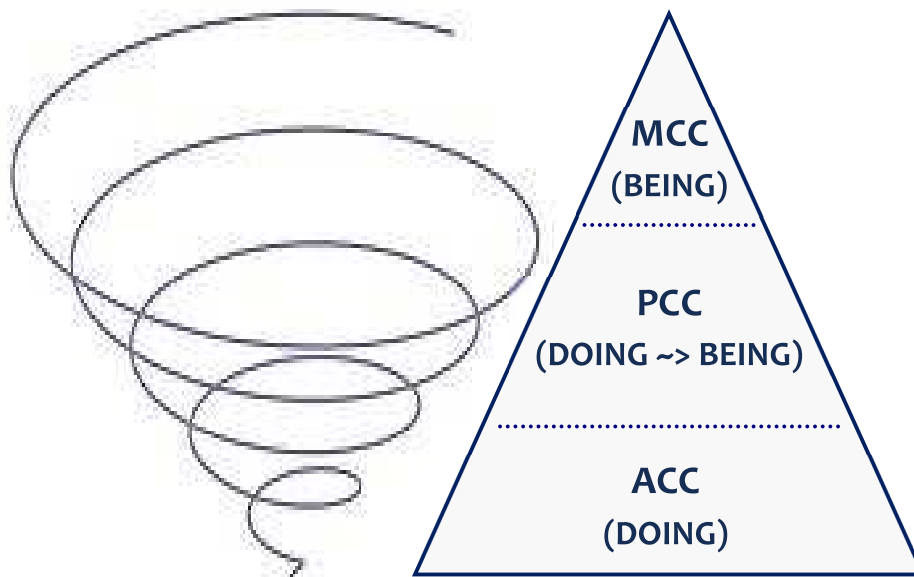 MCC
(BEING)
PCC
(DOING ~> BEING)
ACC
(DOING)